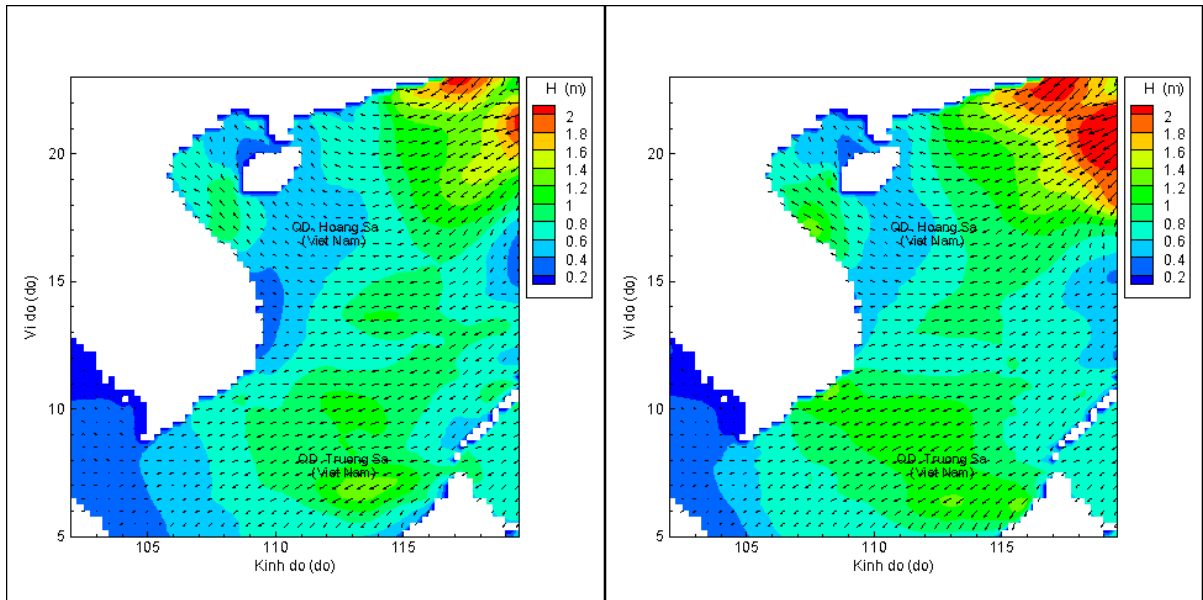 H (m)
2
1.8
1.6
1.4
1.2
1
0.8
0.6
0.4
0.2
20
15
10
5
Vi do (do)
QD. Hoang Sa
(Viet Nam)
QD. Truong Sa
(Viet Nam)
105
110
115
Kinh do (do)
H (m)
2
1.8
1.6
1.4
1.2
1
0.8
0.6
0.4
0.2
20
15
10
5
Vi do (do)
QD. Hoang Sa
(Viet Nam)
QD. Truong Sa
(Viet Nam)
105
110
115
Kinh do (do)